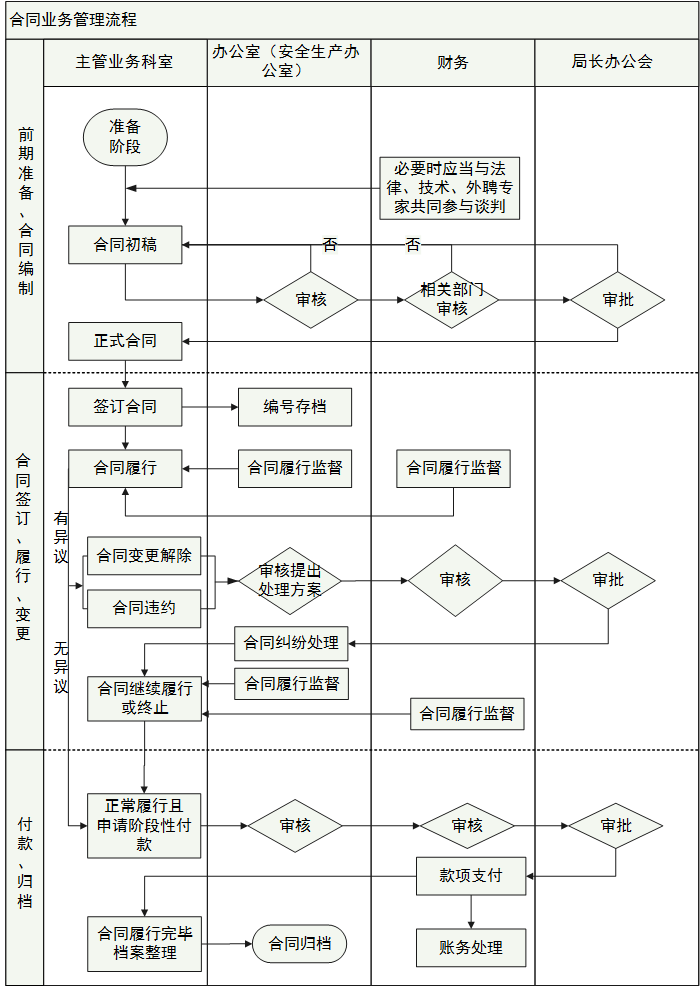 合同业务管理流程
主管业务科室
办公室（安全生产办
公室）
财务
局长办公会
前期准备、合同编制
准备
阶段
必要时应当与法
律、技术、外聘专
家共同参与谈判
合同初稿
否
否
审核
相关部门
审核
审批
正式合同
合同签订、履行、变更
签订合同
编号存档
合同履行
合同履行监督
合同履行监督
有异议
合同变更解除
合同违约
审核提出
处理方案
审核
审批
无异议
合同纠纷处理
合同继续履行
或终止
合同履行监督
合同履行监督
付款、归档
正常履行且
申请阶段性付
款
审核
审核
审批
款项支付
合同履行完毕
档案整理
合同归档
账务处理